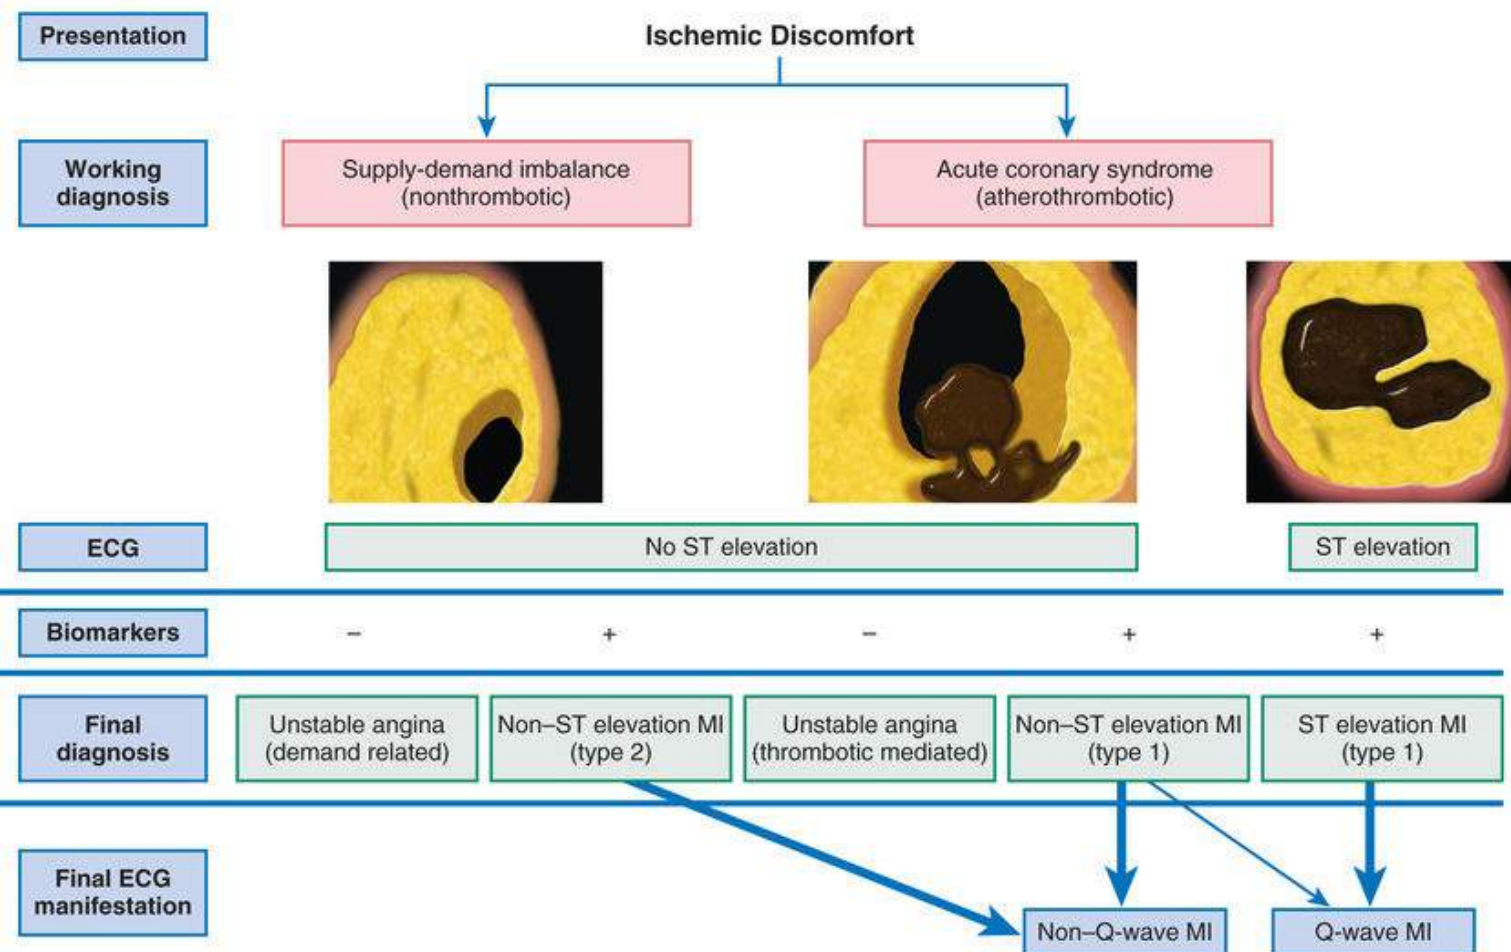 Presentation
Ischemic Discomfort
Working
diagnosis
Supply-demand imbalance
(nonthrombotic)
Acute coronary syndrome
(atherothrombotic)
ECG
No ST elevation
ST elevation
Biomarkers
–
+
–
+
+
Final
diagnosis
Unstable angina
(demand related)
Non–ST elevation MI
(type 2)
Unstable angina
(thrombotic mediated)
Non–ST elevation MI
(type 1)
ST elevation MI
(type 1)
Final ECG
manifestation
Non–Q-wave MI
Q-wave MI